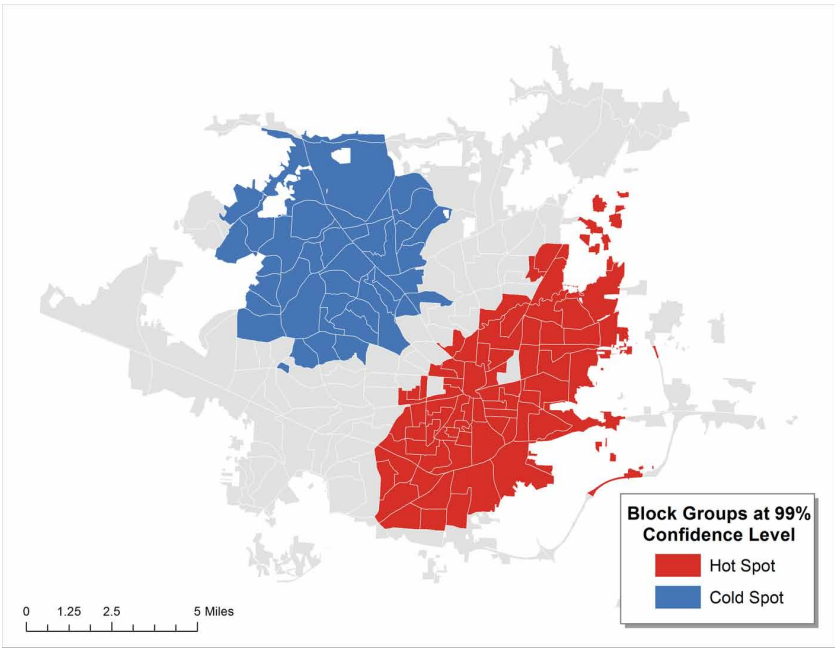 Block Groups at 99%
Confidence Level
Hot Spot
Cold Spot
0 1.25 2.5 5 Miles